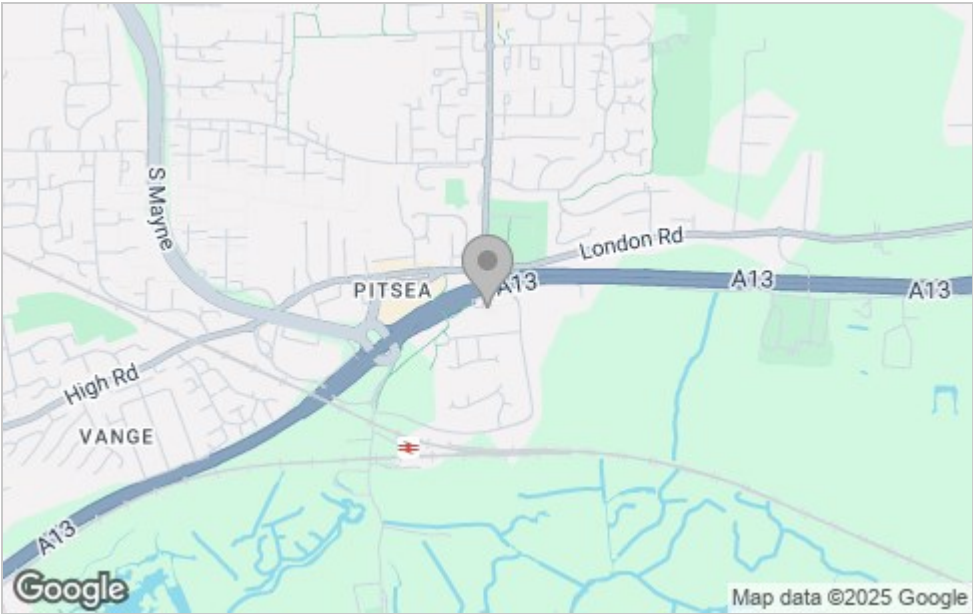 S Mayne
London Rd
A13
A13
PITSEA
A13
High Rd
VANGE
A13
Google
Map data ©2025 Google